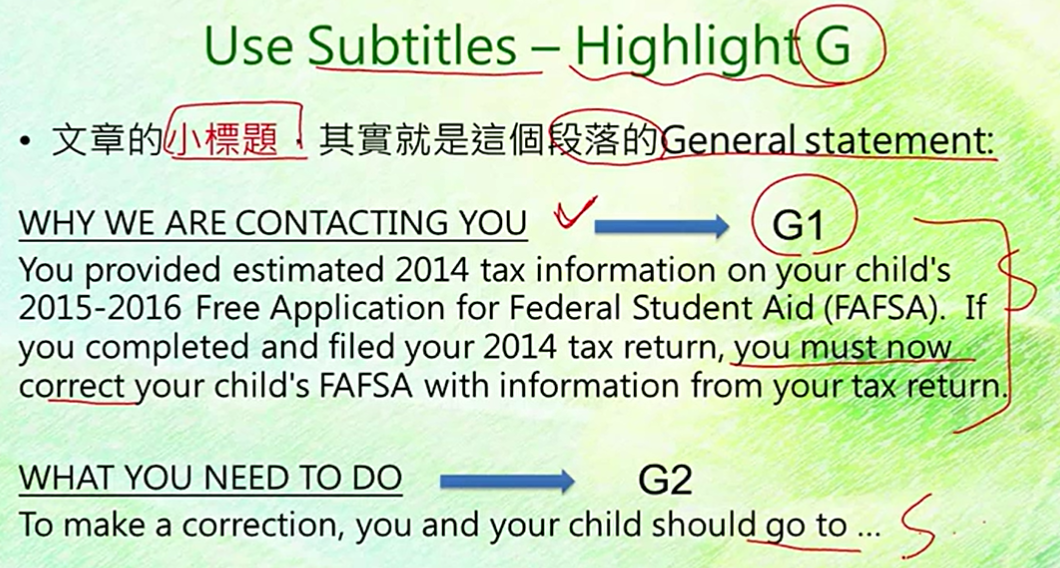 Use Subtitles – Highlight G
• 文章的小標題，其實就是這個段落的General statement:
WHY WE ARE CONTACTING YOU G1
You provided estimated 2014 tax information on your child's
2015-2016 Free Application for Federal Student Aid (FAFSA). If
you completed and filed your 2014 tax return, you must now
correct your child's FAFSA with information from your tax return.
S
WHAT YOU NEED TO DO G2
To make a correction, you and your child should go to ... S